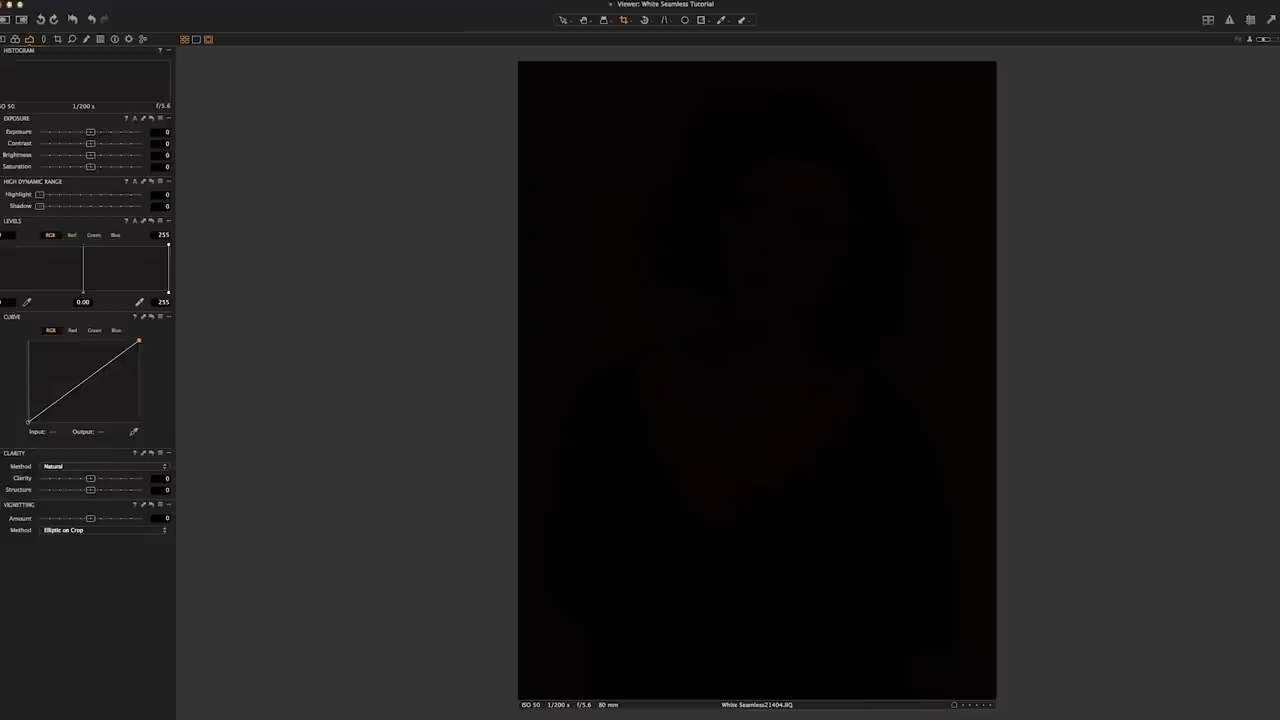 Viewer: White Seamless Tutorial
HISTOGRAM ?
ISO 50 1/200 s f/5.6
EXPOSURE ? A
Exposure 0
Contrast 0
Brightness 0
Saturation 0
HIGH DYNAMIC RANGE ? A
Highlight 0
Shadow 0
LEVELS ? A
RGB Red Green Blue 255
0.00 255
CURVE ?
RGB Red Green Blue
Input: -- Output: --
CLARITY ?
Method Natural
Clarity 0
Structure 0
VIGNETTING ?
Amount 0
Method Elliptic on Crop
ISO 50 1/200 s f/5.6 80 mm White Seamless21404.IIQ